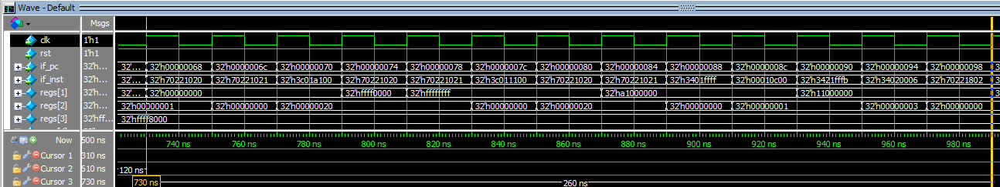 Wave - Default
Msgs
clk 1'h1
rst 1'h1
if_pc 32'h... 32'... 32'h00000068 32'h0000006c 32'h00000070 32'h00000074 32'h00000078 32'h0000007c 32'h00000080 32'h00000084 32'h00000088 32'h0000008c 32'h00000090 32'h00000094 32'h00000098
if_inst 32'h... 32'... 32'h70221020 32'h70221021 32'h3c01a100 32'h70221020 32'h70221021 32'h3c011100 32'h70221020 32'h70221021 32'h3401ffff 32'h00010c00 32'h3421fffb 32'h34020006 32'h70221802
regs[1] 32'h... 32'... 32'h00000000 32'hffff0000 32'hffffffff 32'ha1000000 32'h11000000
regs[2] 32'h... 32'h00000001 32'h00000000 32'h00000020 32'h00000000 32'h00000020 32'h00000000 32'h00000001 32'h00000003 32'h00000000
regs[3] 32'hff... 32'hffff8000
Now 500 ns 740 ns 760 ns 780 ns 800 ns 820 ns 840 ns 860 ns 880 ns 900 ns 920 ns 940 ns 960 ns 980 ns
Cursor 1 310 ns
Cursor 2 510 ns 120 ns
Cursor 3 730 ns 730 ns 260 ns